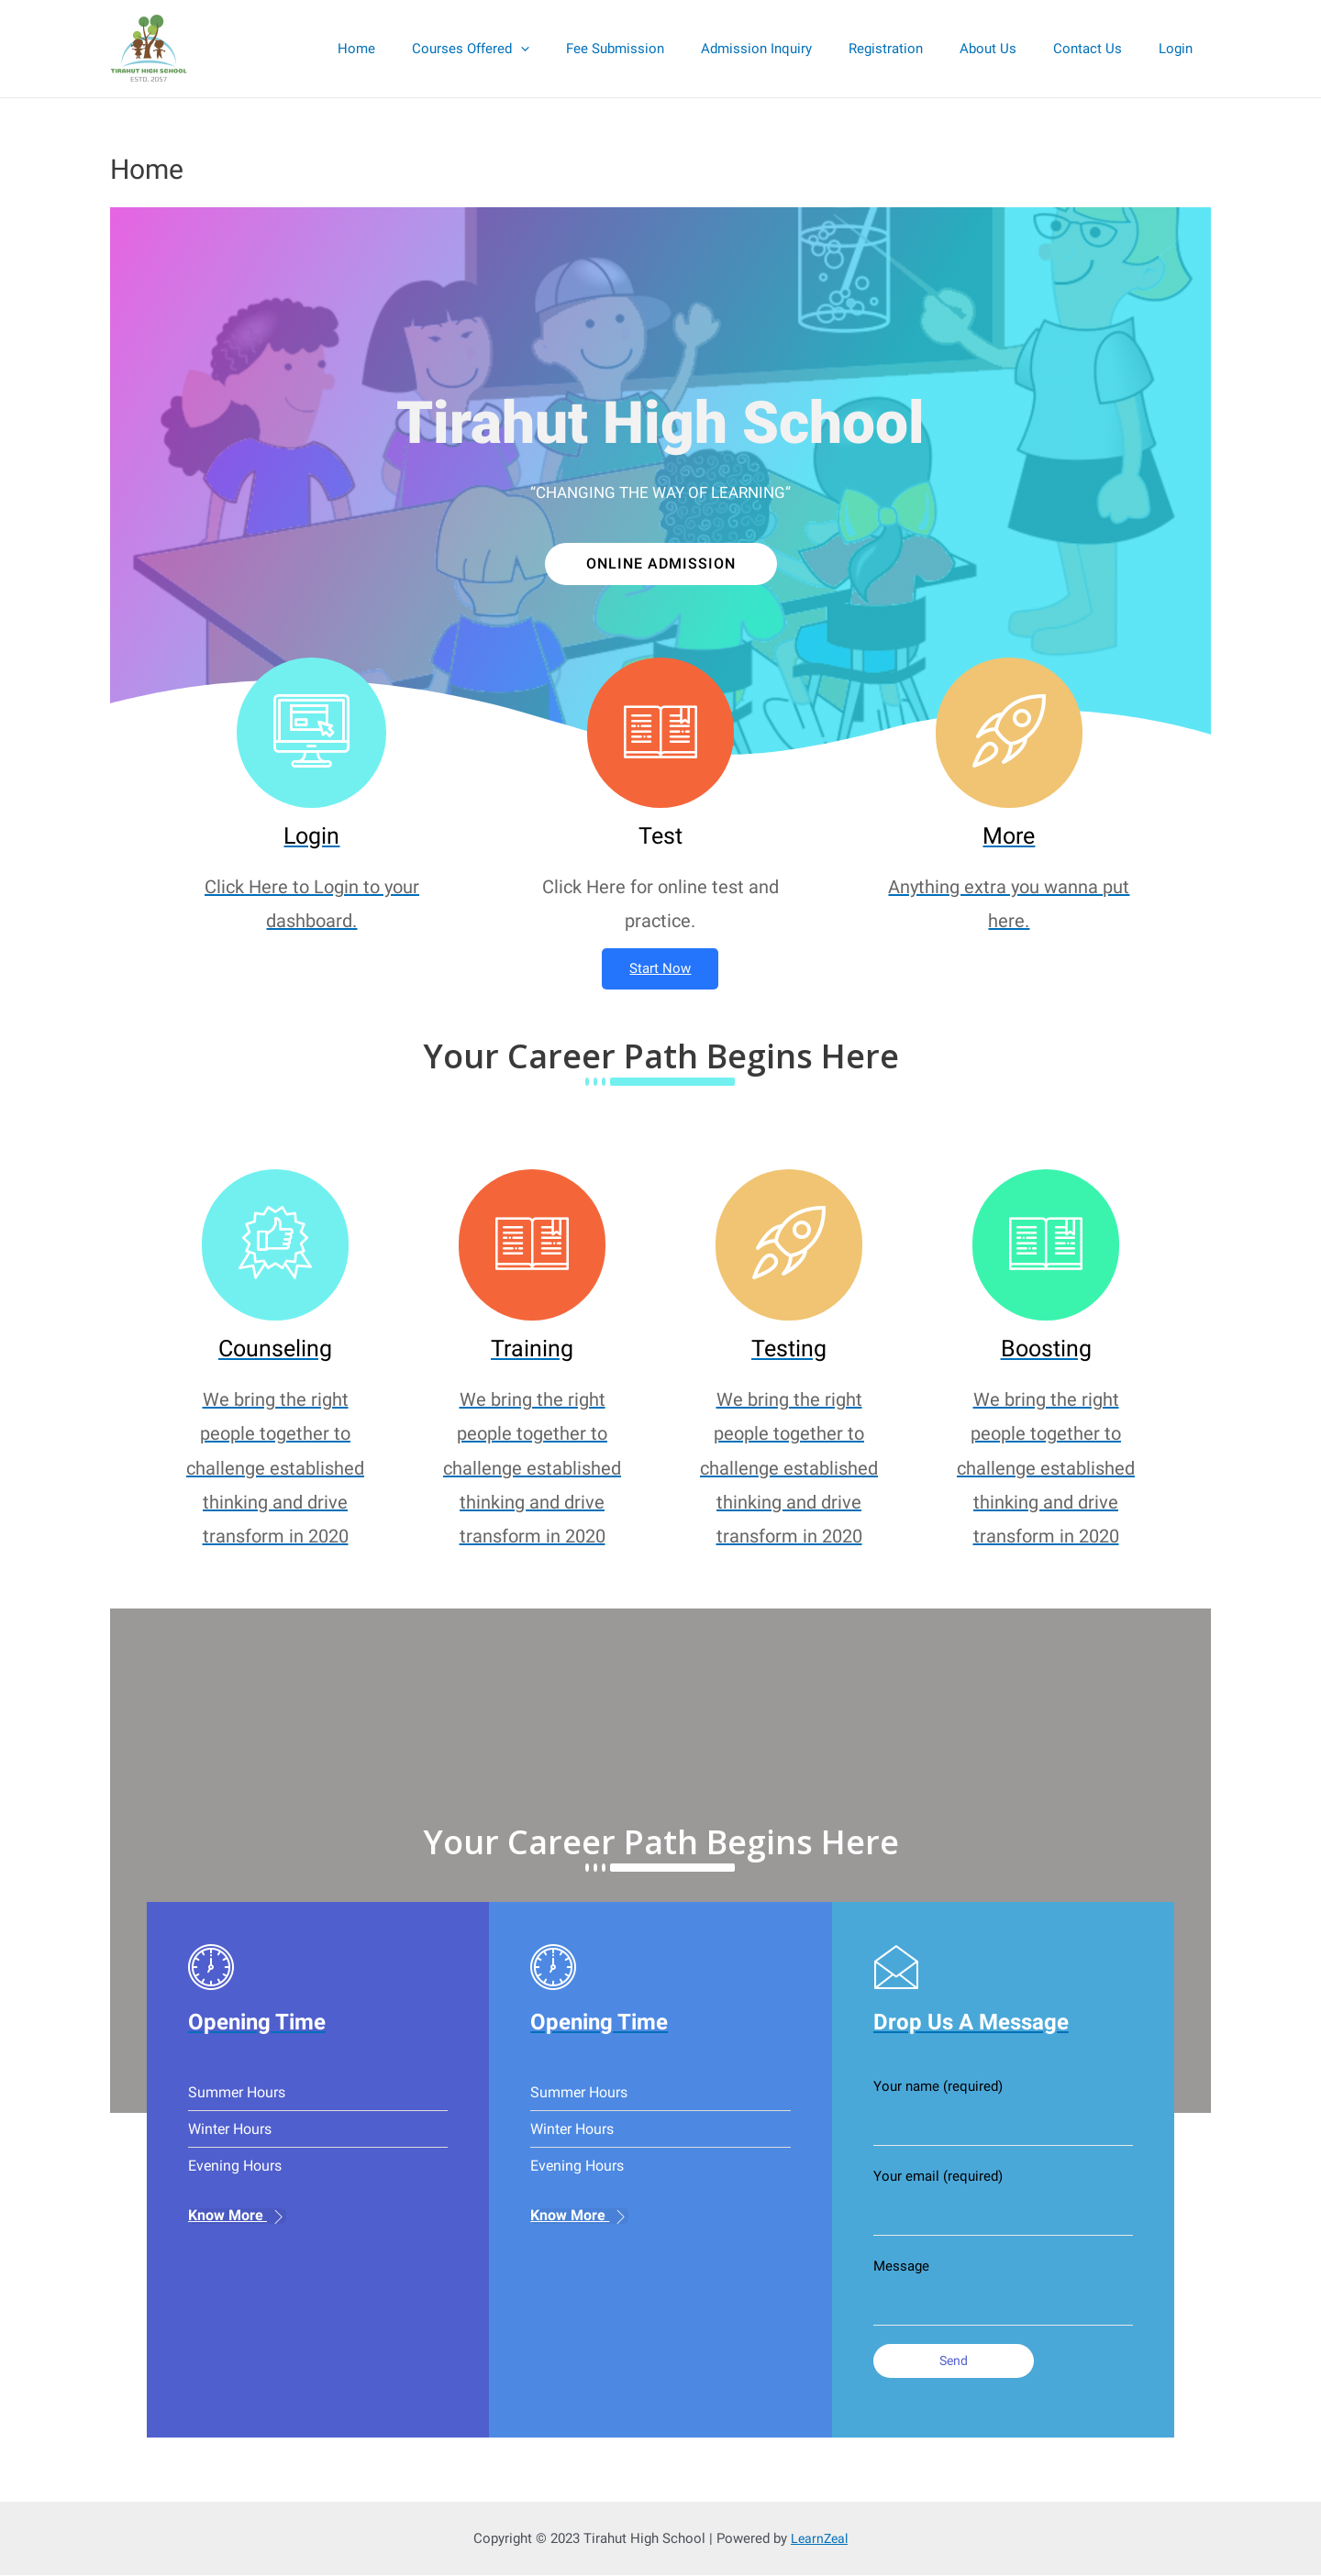 TIRAHUT HIGH SCHOOL
ESTD. 2057
Home
Courses Offered
Fee Submission
Admission Inquiry
Registration
About Us
Contact Us
Login
Home
Tirahut High School
“CHANGING THE WAY OF LEARNING”
ONLINE ADMISSION
Login
Click Here to Login to your
dashboard.
Test
Click Here for online test and
practice.
Start Now
More
Anything extra you wanna put
here.
Your Career Path Begins Here
Counseling
We bring the right
people together to
challenge established
thinking and drive
transform in 2020
Training
We bring the right
people together to
challenge established
thinking and drive
transform in 2020
Testing
We bring the right
people together to
challenge established
thinking and drive
transform in 2020
Boosting
We bring the right
people together to
challenge established
thinking and drive
transform in 2020
Your Career Path Begins Here
Opening Time
Summer Hours
Winter Hours
Evening Hours
Know More
Opening Time
Summer Hours
Winter Hours
Evening Hours
Know More
Drop Us A Message
Your name (required)
Your email (required)
Message
Send
Copyright © 2023 Tirahut High School | Powered by LearnZeal